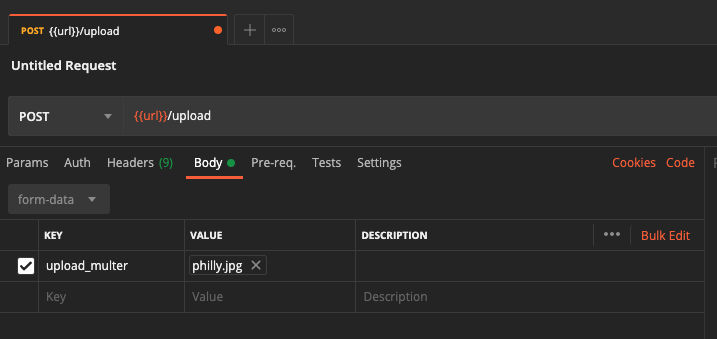 POST {{url}}/upload
Untitled Request
POST {{url}}/upload
Params Auth Headers (9) Body Pre-req. Tests Settings Cookies Code
form-data
KEY VALUE DESCRIPTION Bulk Edit
upload_multer philly.jpg
Key Value Description